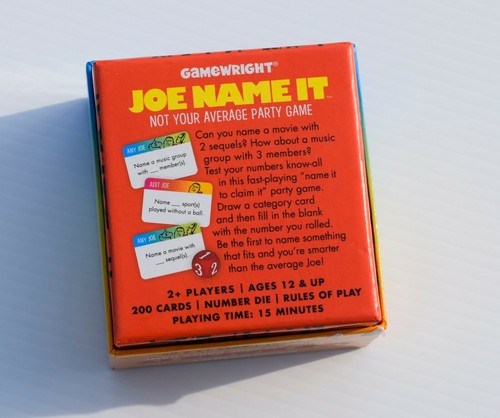 GAMEWRIGHT®
JOE NAME IT™
NOT YOUR AVERAGE PARTY GAME
Can you name a movie with
2 sequels? How about a music
group with 3 members?
Test your numbers know-all
in this fast-playing "name it
to claim it" party game.
Draw a category card
and then fill in the blank
with the number you rolled.
Be the first to name something
that fits and you're smarter
than the average Joe!
ANY JOE
Name a music group
with ___ member(s).
JUST JOE
Name ___ sport(s)
played without a ball.
ANY JOE
Name a movie with
___ sequel(s).
1
3 2
2+ PLAYERS | AGES 12 & UP
200 CARDS | NUMBER DIE | RULES OF PLAY
PLAYING TIME: 15 MINUTES